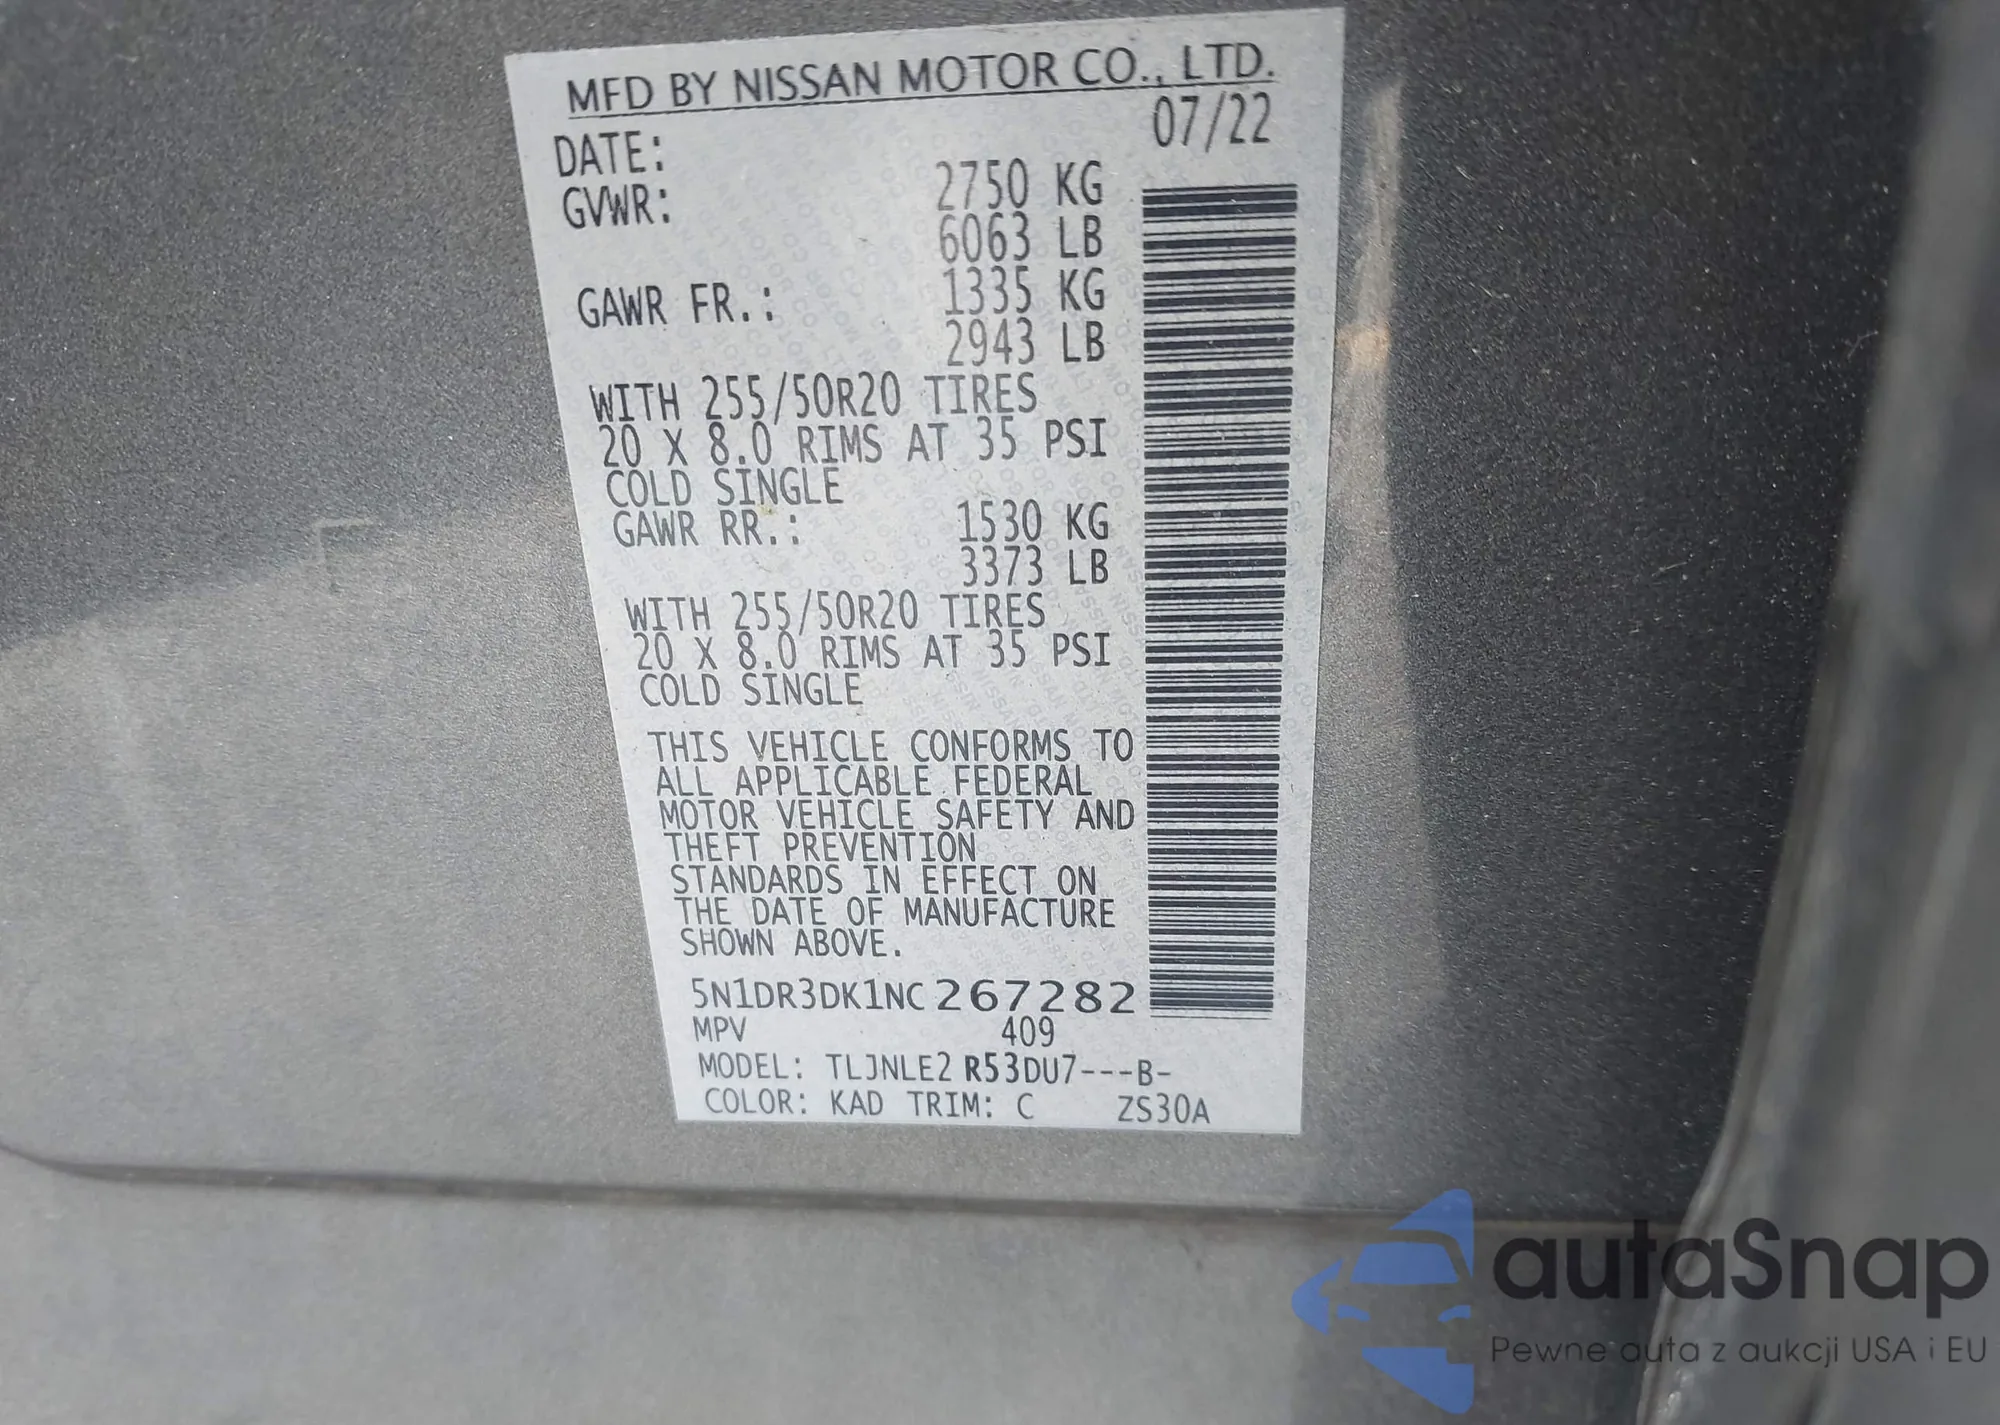 MFD BY NISSAN MOTOR CO., LTD.
DATE: 07/22
GVWR: 2750 KG
6063 LB
GAWR FR.: 1335 KG
2943 LB
WITH 255/50R20 TIRES
20 X 8.0 RIMS AT 35 PSI
COLD SINGLE
GAWR RR.: 1530 KG
3373 LB
WITH 255/50R20 TIRES
20 X 8.0 RIMS AT 35 PSI
COLD SINGLE
THIS VEHICLE CONFORMS TO
ALL APPLICABLE FEDERAL
MOTOR VEHICLE SAFETY AND
THEFT PREVENTION
STANDARDS IN EFFECT ON
THE DATE OF MANUFACTURE
SHOWN ABOVE.
5N1DR3DK1NC267282
MPV 409
MODEL: TLJNLE2 R53DU7---B-
COLOR: KAD TRIM: C ZS30A
autaSnap
Pewne auta z aukcji USA i EU